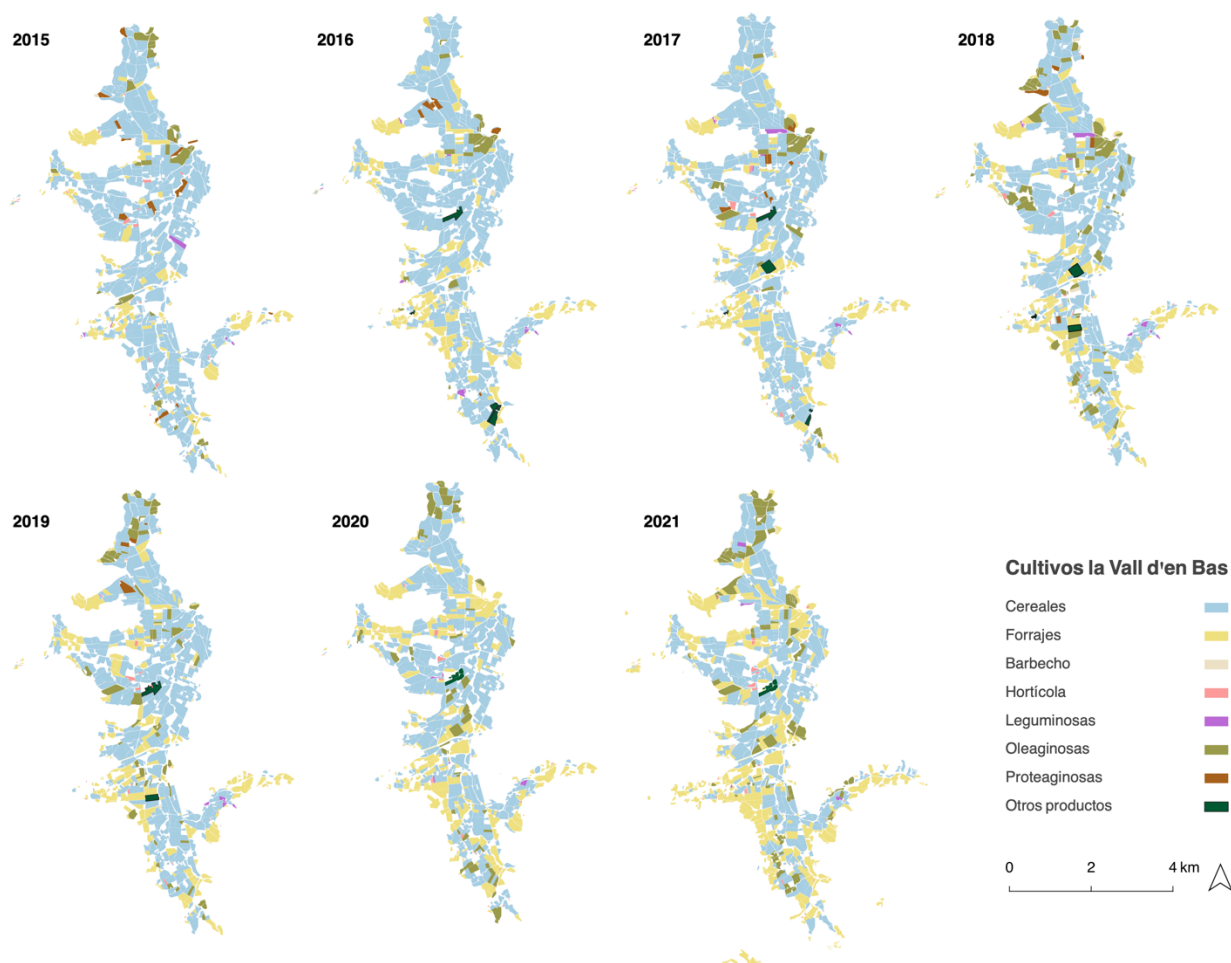 2015
2016
2017
2018
2019
2020
2021
Cultivos la Vall d'en Bas
Cereales
Forrajes
Barbecho
Hortícola
Leguminosas
Oleaginosas
Proteaginosas
Otros productos
0 2 4 km